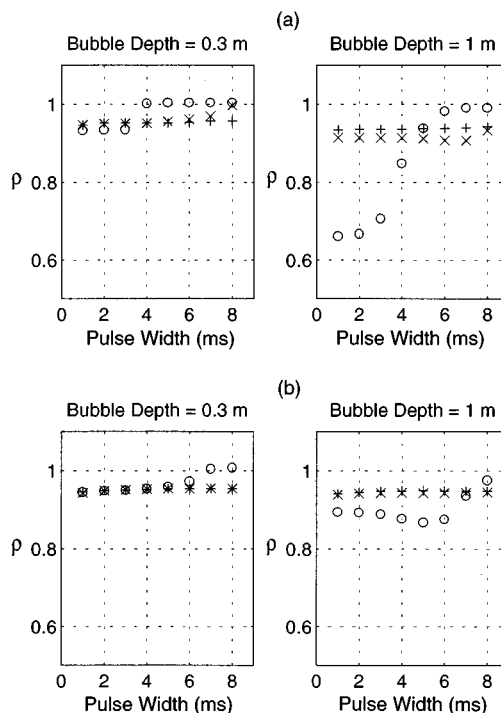 (a)
Bubble Depth = 0.3 m
Bubble Depth = 1 m
1
0.8
0.6
ρ
0 2 4 6 8
Pulse Width (ms)
1
0.8
0.6
ρ
0 2 4 6 8
Pulse Width (ms)
(b)
Bubble Depth = 0.3 m
Bubble Depth = 1 m
1
0.8
0.6
ρ
0 2 4 6 8
Pulse Width (ms)
1
0.8
0.6
ρ
0 2 4 6 8
Pulse Width (ms)